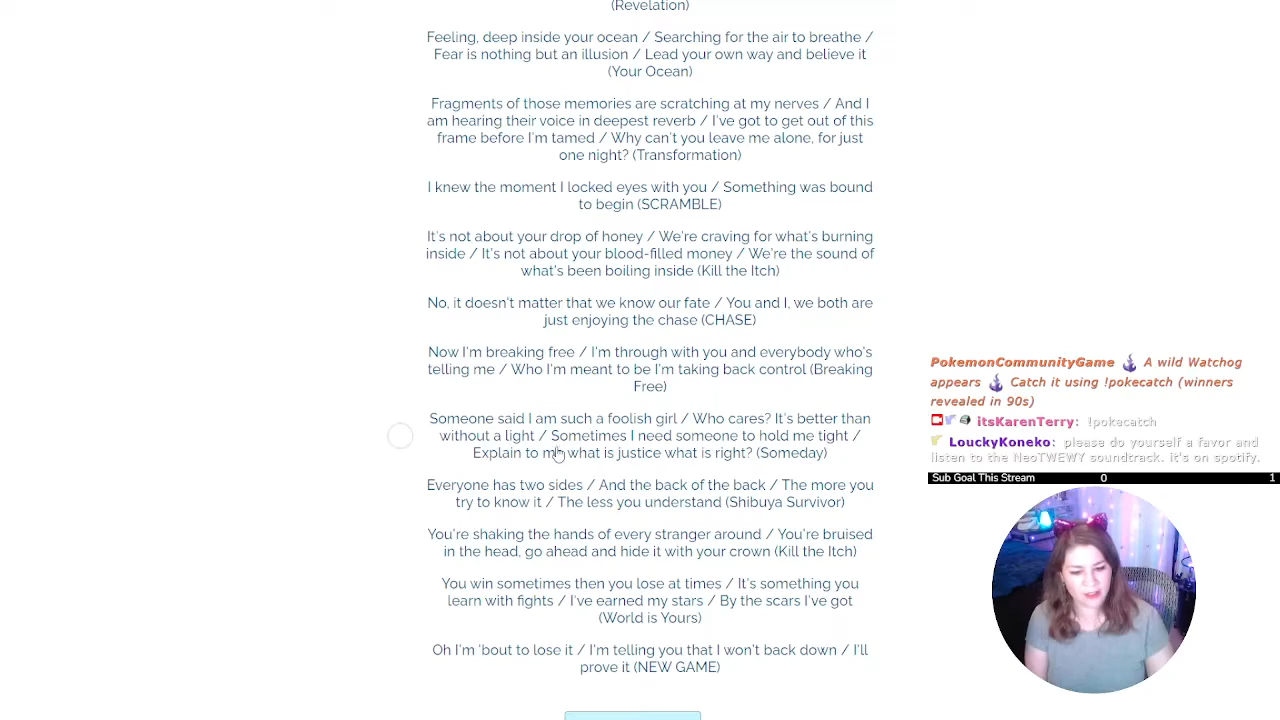 (Revelation)
Feeling, deep inside your ocean / Searching for the air to breathe /
Fear is nothing but an illusion / Lead your own way and believe it
(Your Ocean)
Fragments of those memories are scratching at my nerves / And I
am hearing their voice in deepest reverb / I've got to get out of this
frame before I'm tamed / Why can't you leave me alone, for just
one night? (Transformation)
I knew the moment I locked eyes with you / Something was bound
to begin (SCRAMBLE)
It's not about your drop of honey / We're craving for what's burning
inside / It's not about your blood-filled money / We're the sound of
what's been boiling inside (Kill the Itch)
No, it doesn't matter that we know our fate / You and I, we both are
just enjoying the chase (CHASE)
Now I'm breaking free / I'm through with you and everybody who's
telling me / Who I'm meant to be I'm taking back control (Breaking
Free)
Someone said I am such a foolish girl / Who cares? It's better than
without a light / Sometimes I need someone to hold me tight /
Explain to me what is justice what is right? (Someday)
Everyone has two sides / And the back of the back / The more you
try to know it / The less you understand (Shibuya Survivor)
You're shaking the hands of every stranger around / You're bruised
in the head, go ahead and hide it with your crown (Kill the Itch)
You win sometimes then you lose at times / It's something you
learn with fights / I've earned my stars / By the scars I've got
(World is Yours)
Oh I'm 'bout to lose it / I'm telling you that I won't back down / I'll
prove it (NEW GAME)
PokemonCommunityGame A wild Watchog
appears Catch it using !pokecatch (winners
revealed in 90s)
itsKarenTerry: !pokecatch
LouckyKoneko: please do yourself a favor and
listen to the NeoTWEWY soundtrack. it's on spotify.
Sub Goal This Stream 0 1